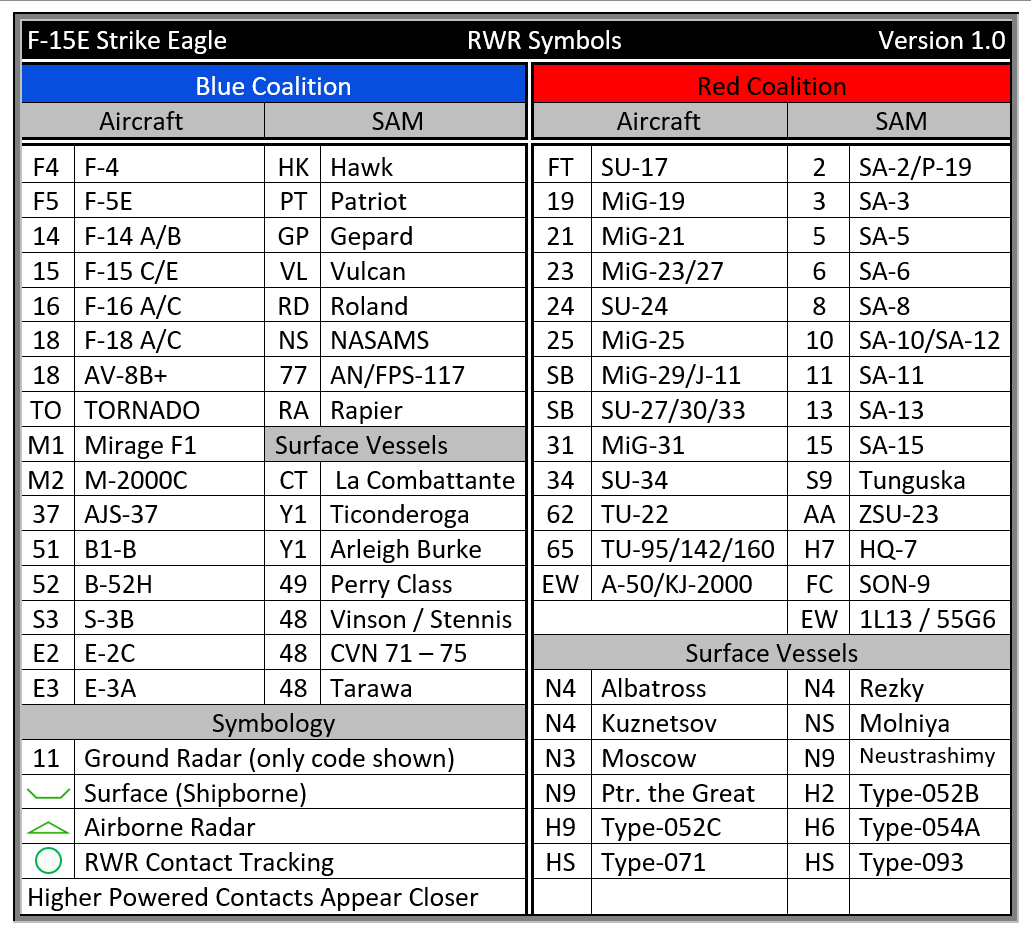 F-15E Strike Eagle RWR Symbols Version 1.0
Blue Coalition Red Coalition
Aircraft SAM Aircraft SAM
F4 F-4 HK Hawk FT SU-17 2 SA-2/P-19
F5 F-5E PT Patriot 19 MiG-19 3 SA-3
14 F-14 A/B GP Gepard 21 MiG-21 5 SA-5
15 F-15 C/E VL Vulcan 23 MiG-23/27 6 SA-6
16 F-16 A/C RD Roland 24 SU-24 8 SA-8
18 F-18 A/C NS NASAMS 25 MiG-25 10 SA-10/SA-12
18 AV-8B+ 77 AN/FPS-117 SB MiG-29/J-11 11 SA-11
TO TORNADO RA Rapier SB SU-27/30/33 13 SA-13
M1 Mirage F1 Surface Vessels 31 MiG-31 15 SA-15
M2 M-2000C CT La Combattante 34 SU-34 S9 Tunguska
37 AJS-37 Y1 Ticonderoga 62 TU-22 AA ZSU-23
51 B1-B Y1 Arleigh Burke 65 TU-95/142/160 H7 HQ-7
52 B-52H 49 Perry Class EW A-50/KJ-2000 FC SON-9
S3 S-3B 48 Vinson / Stennis EW 1L13 / 55G6
E2 E-2C 48 CVN 71 – 75 Surface Vessels
E3 E-3A 48 Tarawa N4 Albatross N4 Rezky
Symbology N4 Kuznetsov NS Molniya
11 Ground Radar (only code shown) N3 Moscow N9 Neustrashimy
Surface (Shipborne) N9 Ptr. the Great H2 Type-052B
Airborne Radar H9 Type-052C H6 Type-054A
RWR Contact Tracking HS Type-071 HS Type-093
Higher Powered Contacts Appear Closer